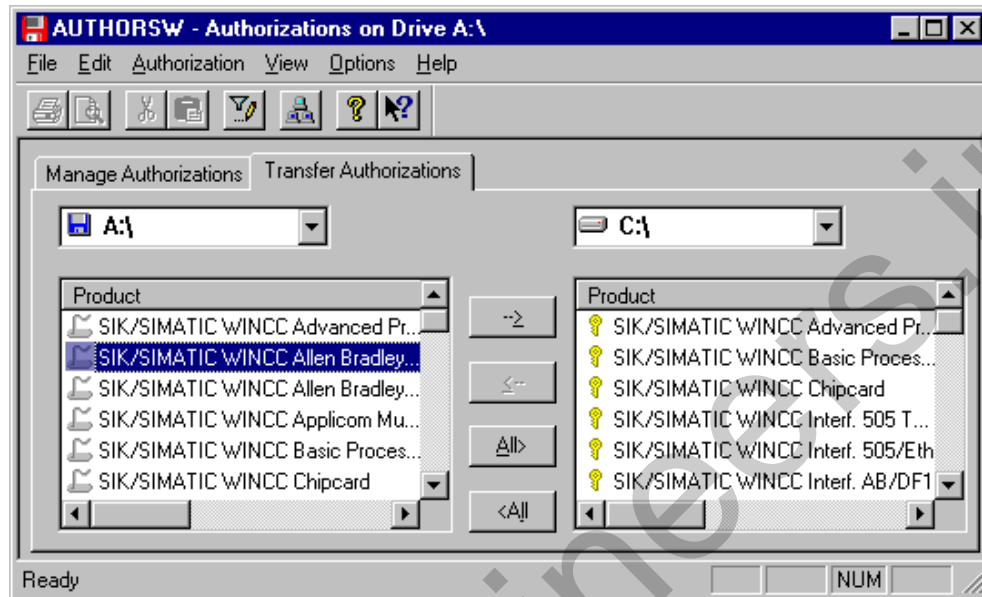 AUTHORSW - Authorizations on Drive A:\
File Edit Authorization View Options Help
Manage Authorizations Transfer Authorizations
A:\
C:\
Product
SIK/SIMATIC WINCC Advanced Pr...
SIK/SIMATIC WINCC Allen Bradley...
SIK/SIMATIC WINCC Allen Bradley...
SIK/SIMATIC WINCC Applicom Mu...
SIK/SIMATIC WINCC Basic Proces...
SIK/SIMATIC WINCC Chipcard
-->
<--
All>
<All
Product
SIK/SIMATIC WINCC Advanced Pr...
SIK/SIMATIC WINCC Basic Proces...
SIK/SIMATIC WINCC Chipcard
SIK/SIMATIC WINCC Interf. 505 T...
SIK/SIMATIC WINCC Interf. 505/Eth
SIK/SIMATIC WINCC Interf. AB/DF1
Ready
NUM